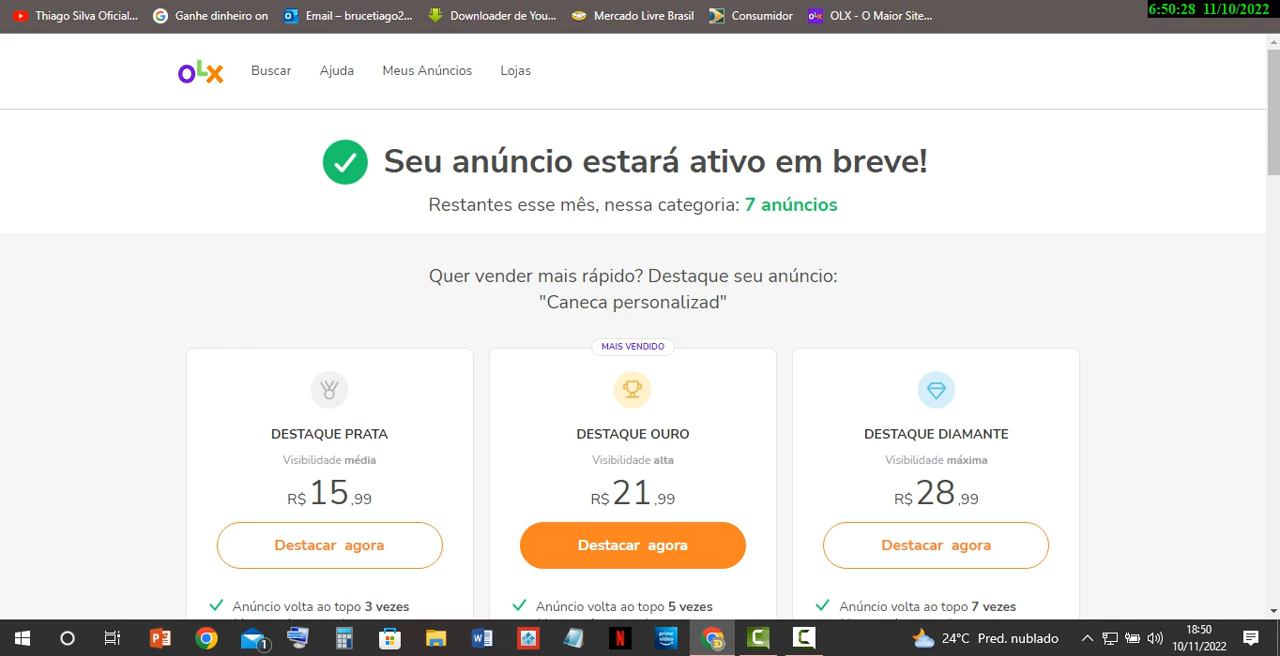 Thiago Silva Oficial...
Ganhe dinheiro on
Email – brucetiago2...
Downloader de You...
Mercado Livre Brasil
Consumidor
OLX - O Maior Site...
6:50:28 11/10/2022
OLX
Buscar
Ajuda
Meus Anúncios
Lojas
Seu anúncio estará ativo em breve!
Restantes esse mês, nessa categoria: 7 anúncios
Quer vender mais rápido? Destaque seu anúncio:
"Caneca personalizad"
MAIS VENDIDO
DESTAQUE PRATA
Visibilidade média
R$ 15,99
Destacar agora
Anúncio volta ao topo 3 vezes
DESTAQUE OURO
Visibilidade alta
R$ 21,99
Destacar agora
Anúncio volta ao topo 5 vezes
DESTAQUE DIAMANTE
Visibilidade máxima
R$ 28,99
Destacar agora
Anúncio volta ao topo 7 vezes
24°C Pred. nublado
18:50
10/11/2022